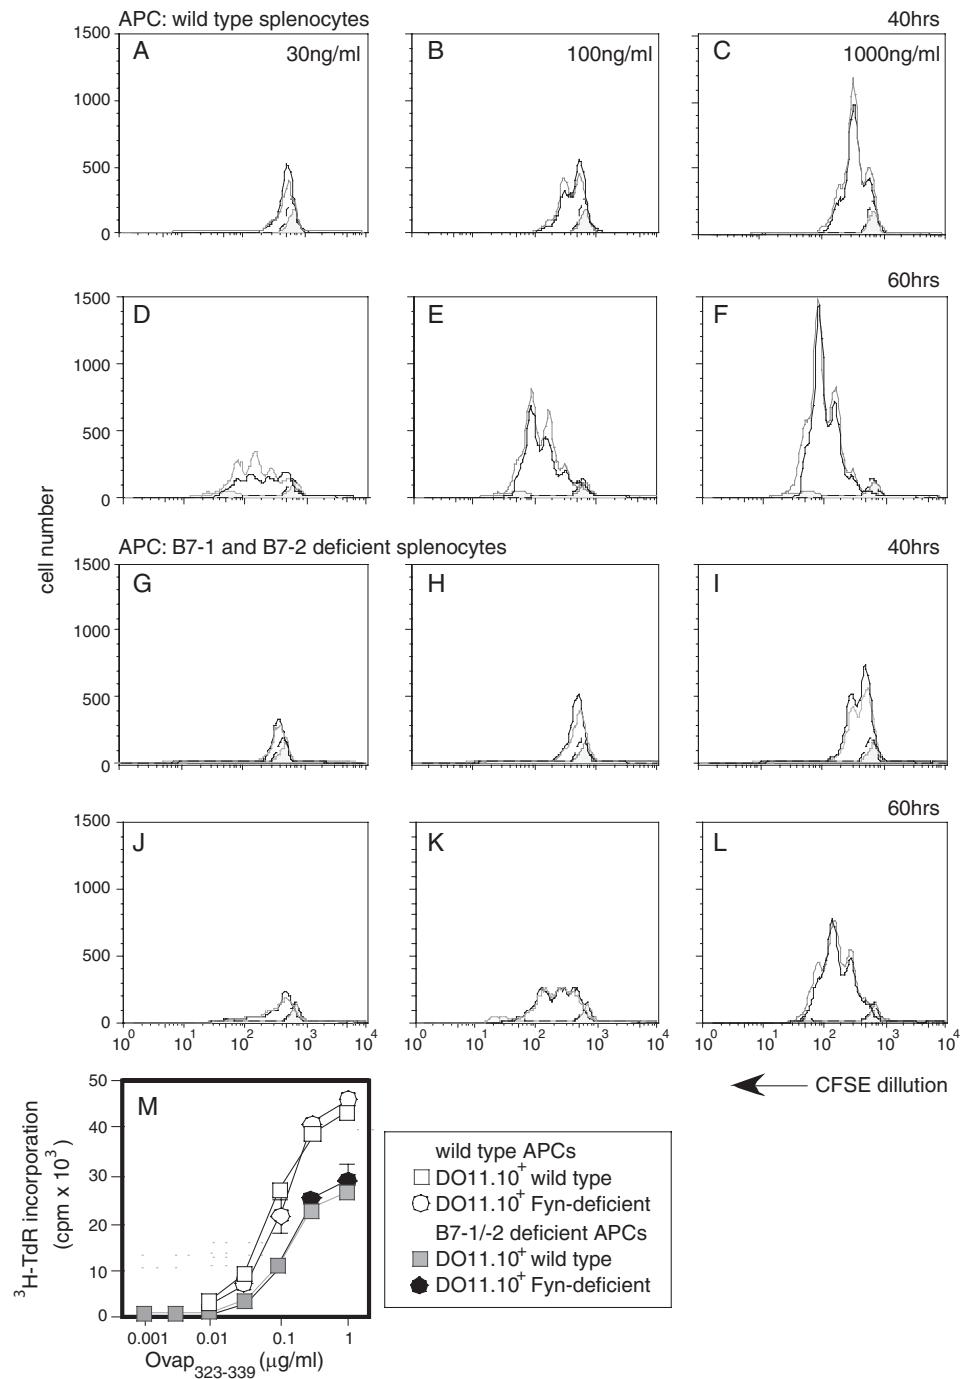 APC: wild type splenocytes 40hrs
1500 A 30ng/ml B 100ng/ml C 1000ng/ml
1000
500
0
60hrs
1500 D E F
1000
500
0
cell number
APC: B7-1 and B7-2 deficient splenocytes 40hrs
1500 G H I
1000
500
0
60hrs
1500 J K L
1000
500
0
10^0 10^1 10^2 10^3 10^4 10^0 10^1 10^2 10^3 10^4 10^0 10^1 10^2 10^3 10^4
CFSE dillution
M
50
40
30
20
10
0
3H-TdR incorporation
(cpm x 10^3)
0.001 0.01 0.1 1
Ovap323-339 (μg/ml)
wild type APCs
DO11.10+ wild type
DO11.10+ Fyn-deficient
B7-1/-2 deficient APCs
DO11.10+ wild type
DO11.10+ Fyn-deficient